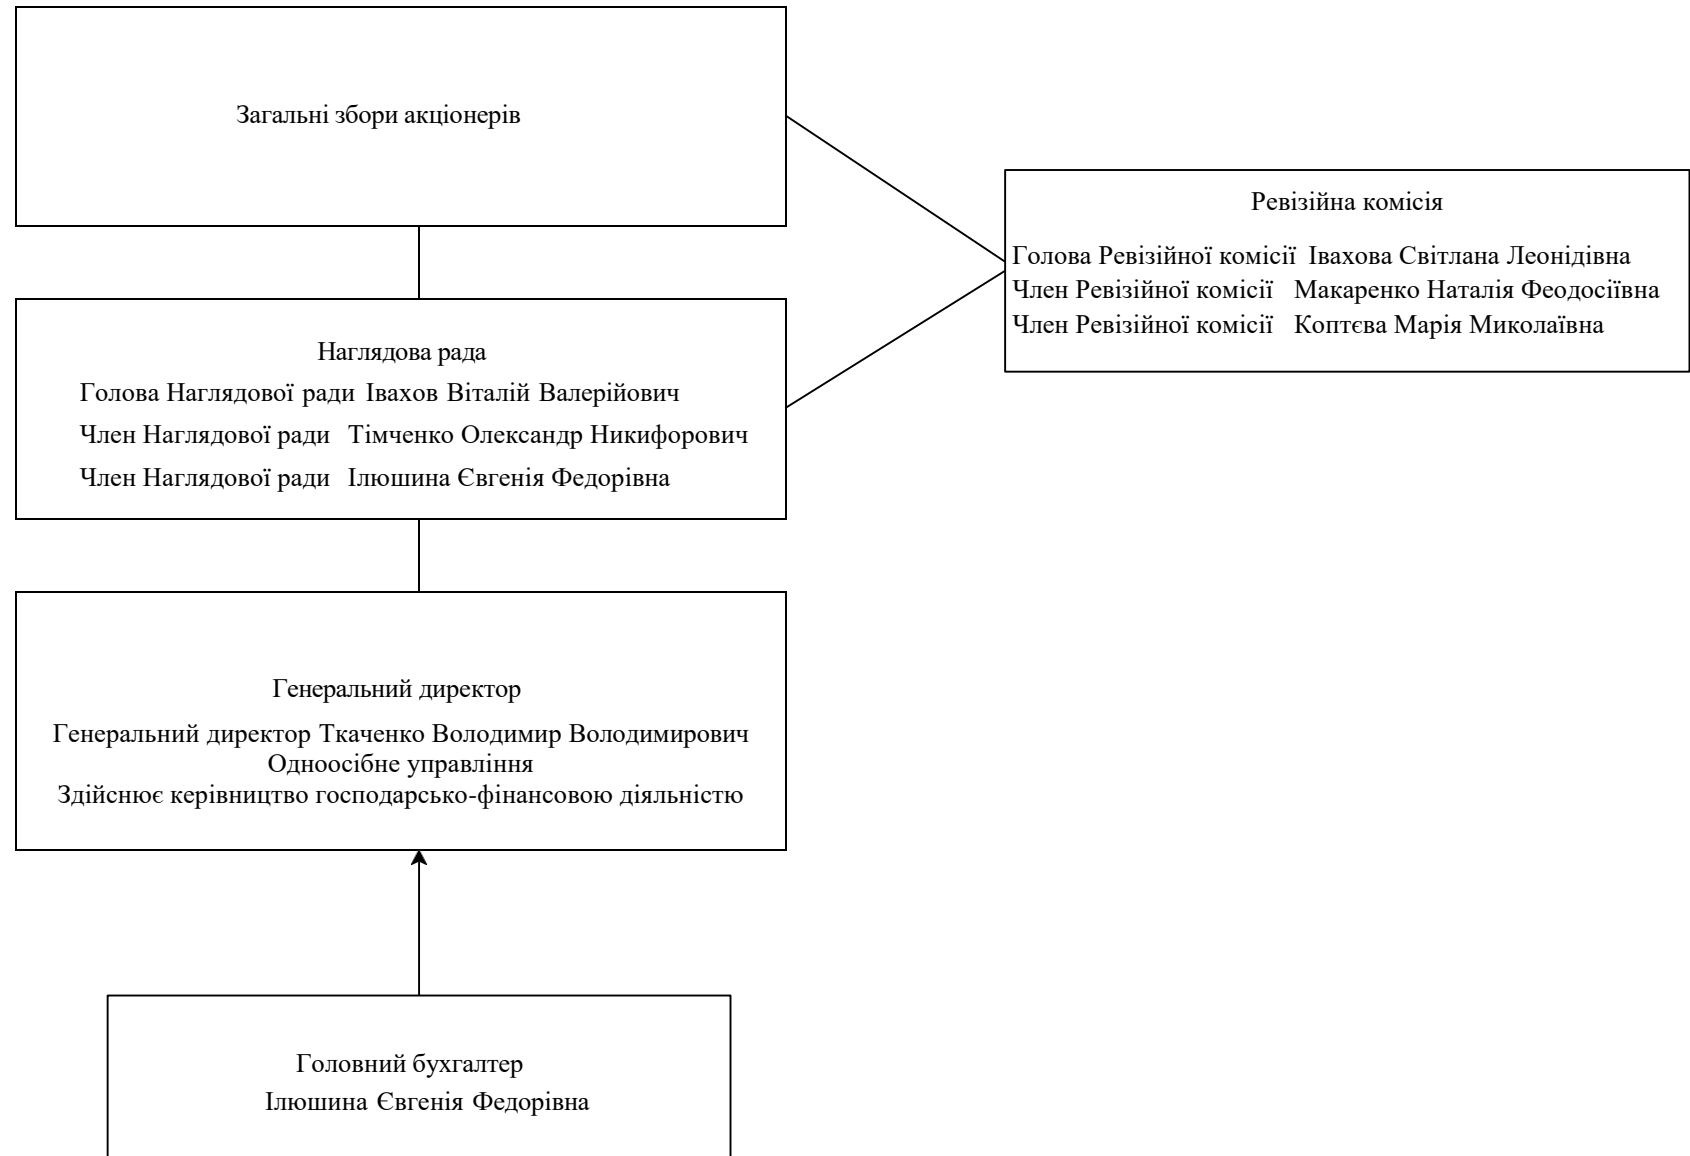 Загальні збори акціонерів
Ревізійна комісія
Голова Ревізійної комісії Івахова Світлана Леонідівна
Член Ревізійної комісії Макаренко Наталія Феодосіївна
Член Ревізійної комісії Коптєва Марія Миколаївна
Наглядова рада
Голова Наглядової ради Івахов Віталій Валерійович
Член Наглядової ради Тімченко Олександр Никифорович
Член Наглядової ради Ілюшина Євгенія Федорівна
Генеральний директор
Генеральний директор Ткаченко Володимир Володимирович
Одноосібне управління
Здійснює керівництво господарсько-фінансовою діяльністю
Головний бухгалтер
Ілюшина Євгенія Федорівна